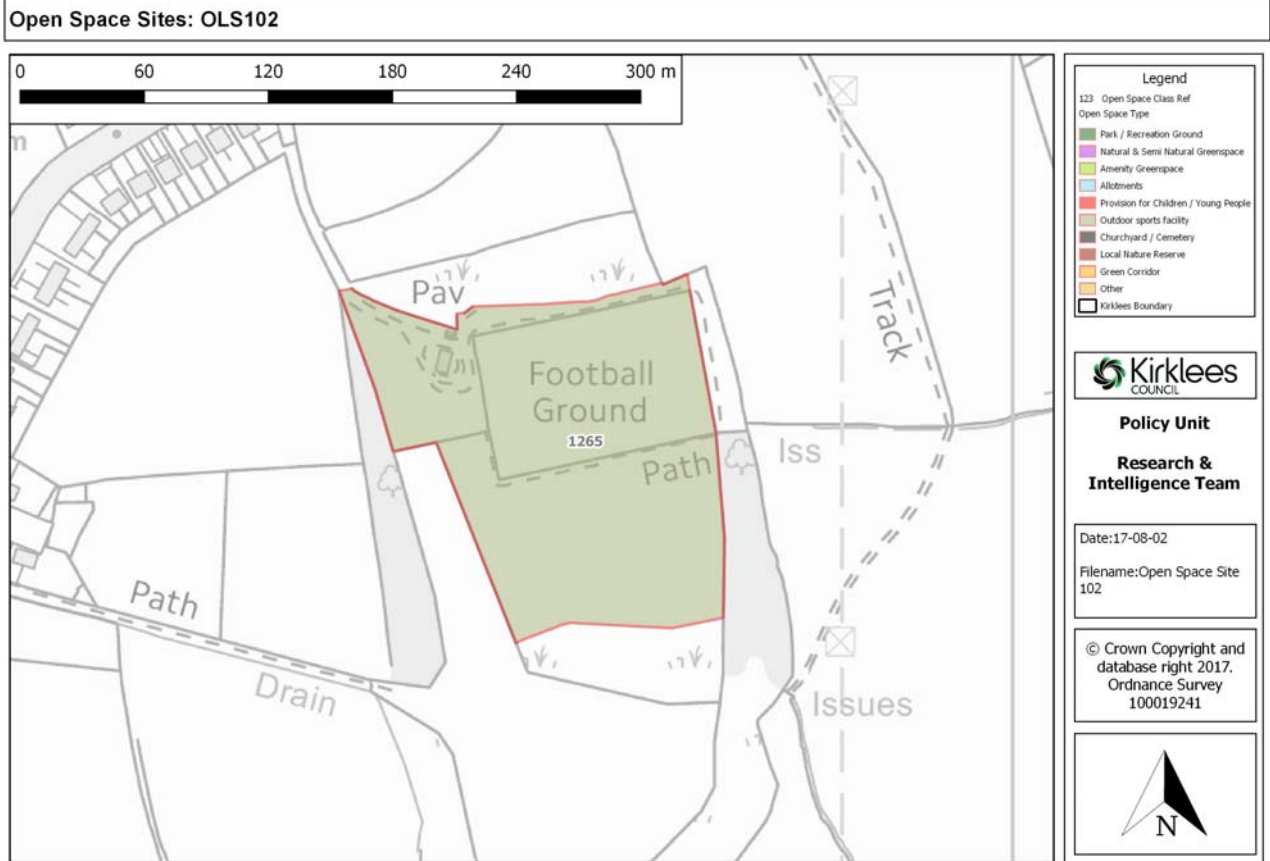 Open Space Sites: OLS102
0 60 120 180 240 300 m
m
Pav
Football
Ground
1265
Path
Track
Iss
Path
Drain
Issues
Legend
123 Open Space Class Ref
Open Space Type
Park / Recreation Ground
Natural & Semi Natural Greenspace
Amenity Greenspace
Allotments
Provision for Children / Young People
Outdoor sports facility
Churchyard / Cemetery
Local Nature Reserve
Green Corridor
Other
Kirklees Boundary
Kirklees
COUNCIL
Policy Unit
Research &
Intelligence Team
Date:17-08-02
Filename:Open Space Site
102
© Crown Copyright and
database right 2017.
Ordnance Survey
100019241
N